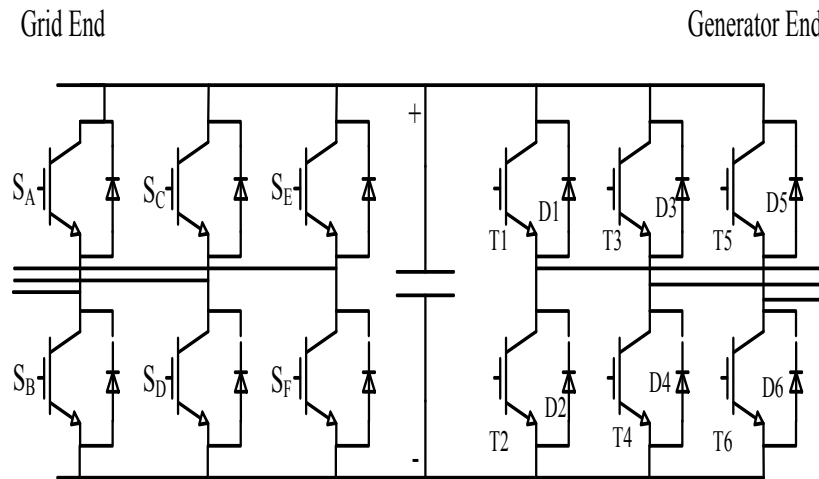 Grid End
Generator End
+
S_A
S_C
S_E
D1
D3
D5
T1
T3
T5
S_B
S_D
S_F
D2
D4
D6
T2
T4
T6
-